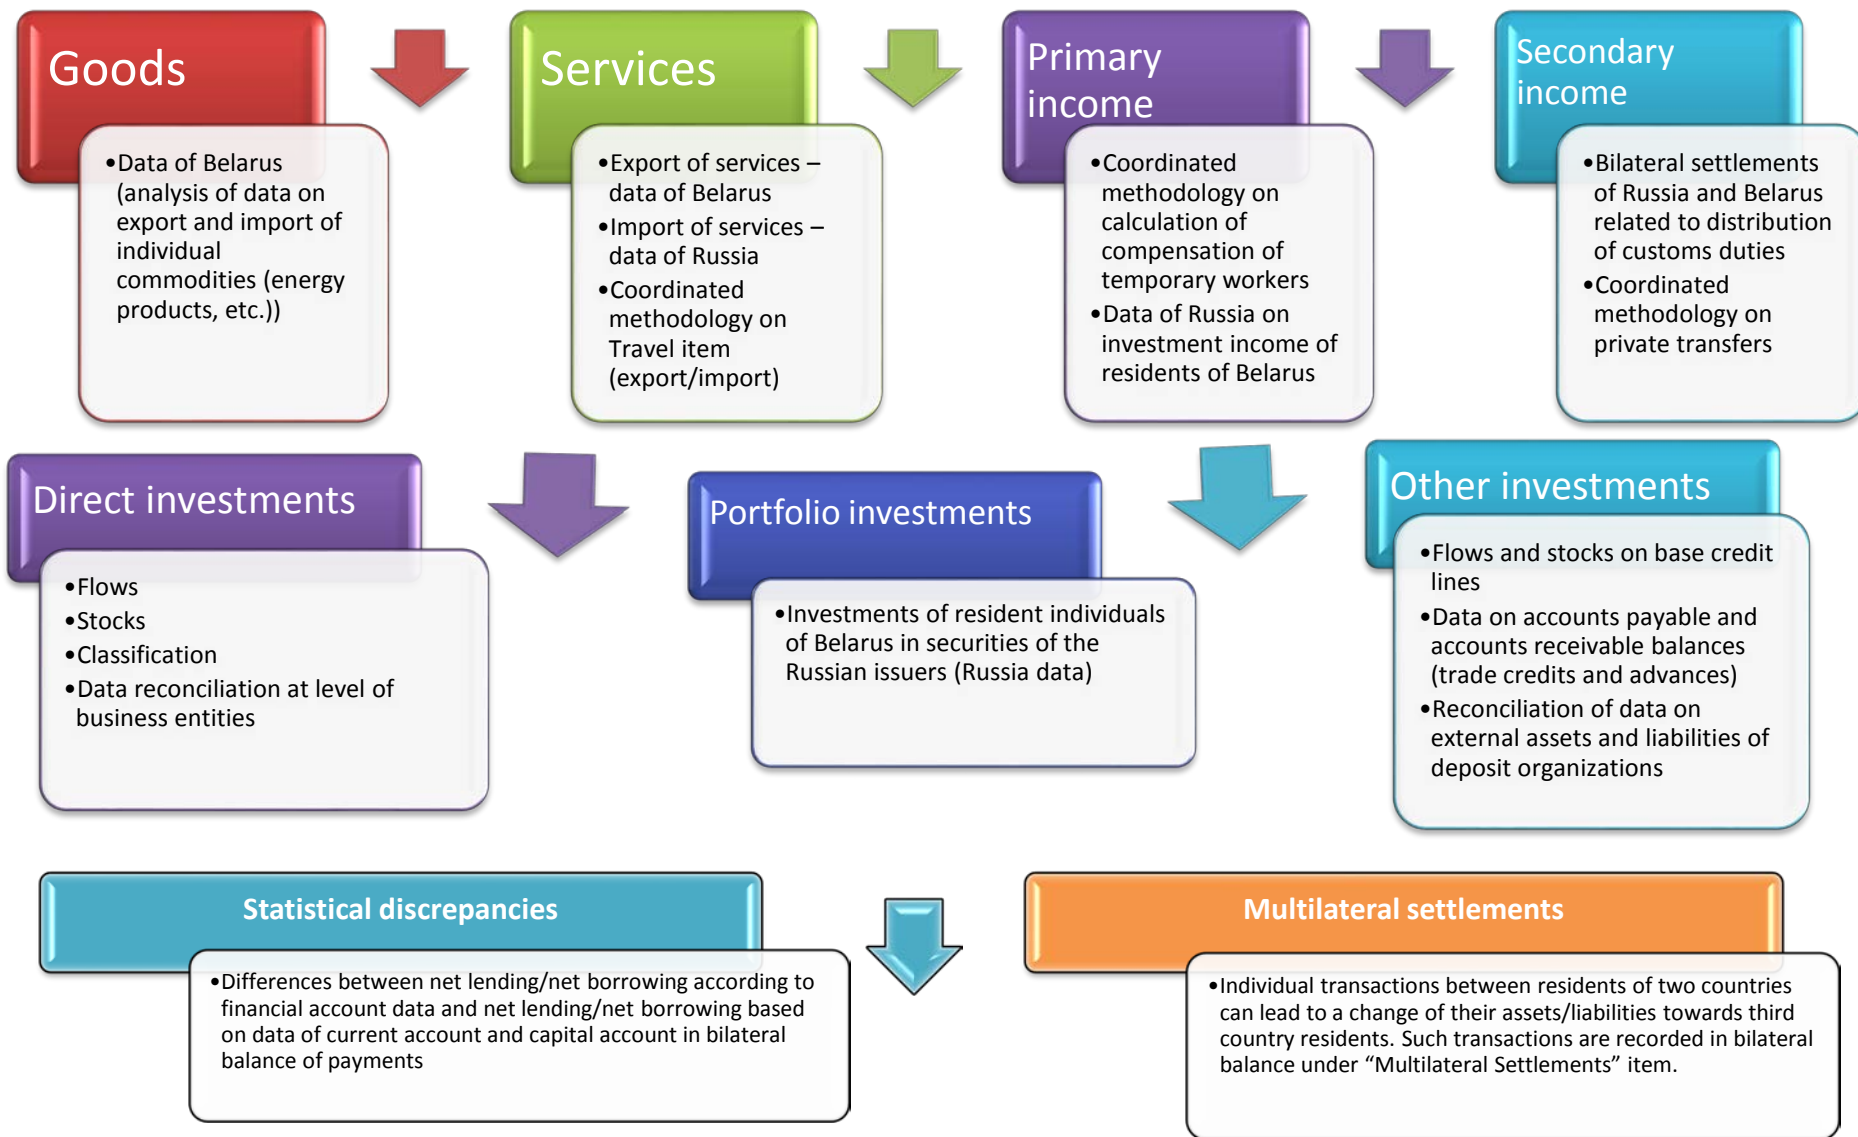 Goods
•Data of Belarus
(analysis of data on
export and import of
individual
commodities (energy
products, etc.))
Services
•Export of services –
data of Belarus
•Import of services –
data of Russia
•Coordinated
methodology on
Travel item
(export/import)
Primary
income
•Coordinated
methodology on
calculation of
compensation of
temporary workers
•Data of Russia on
investment income of
residents of Belarus
Secondary
income
•Bilateral settlements
of Russia and Belarus
related to distribution
of customs duties
•Coordinated
methodology on
private transfers
Direct investments
•Flows
•Stocks
•Classification
•Data reconciliation at level of
business entities
Portfolio investments
•Investments of resident individuals
of Belarus in securities of the
Russian issuers (Russia data)
Other investments
•Flows and stocks on base credit
lines
•Data on accounts payable and
accounts receivable balances
(trade credits and advances)
•Reconciliation of data on
external assets and liabilities of
deposit organizations
Statistical discrepancies
•Differences between net lending/net borrowing according to
financial account data and net lending/net borrowing based
on data of current account and capital account in bilateral
balance of payments
Multilateral settlements
•Individual transactions between residents of two countries
can lead to a change of their assets/liabilities towards third
country residents. Such transactions are recorded in bilateral
balance under “Multilateral Settlements” item.